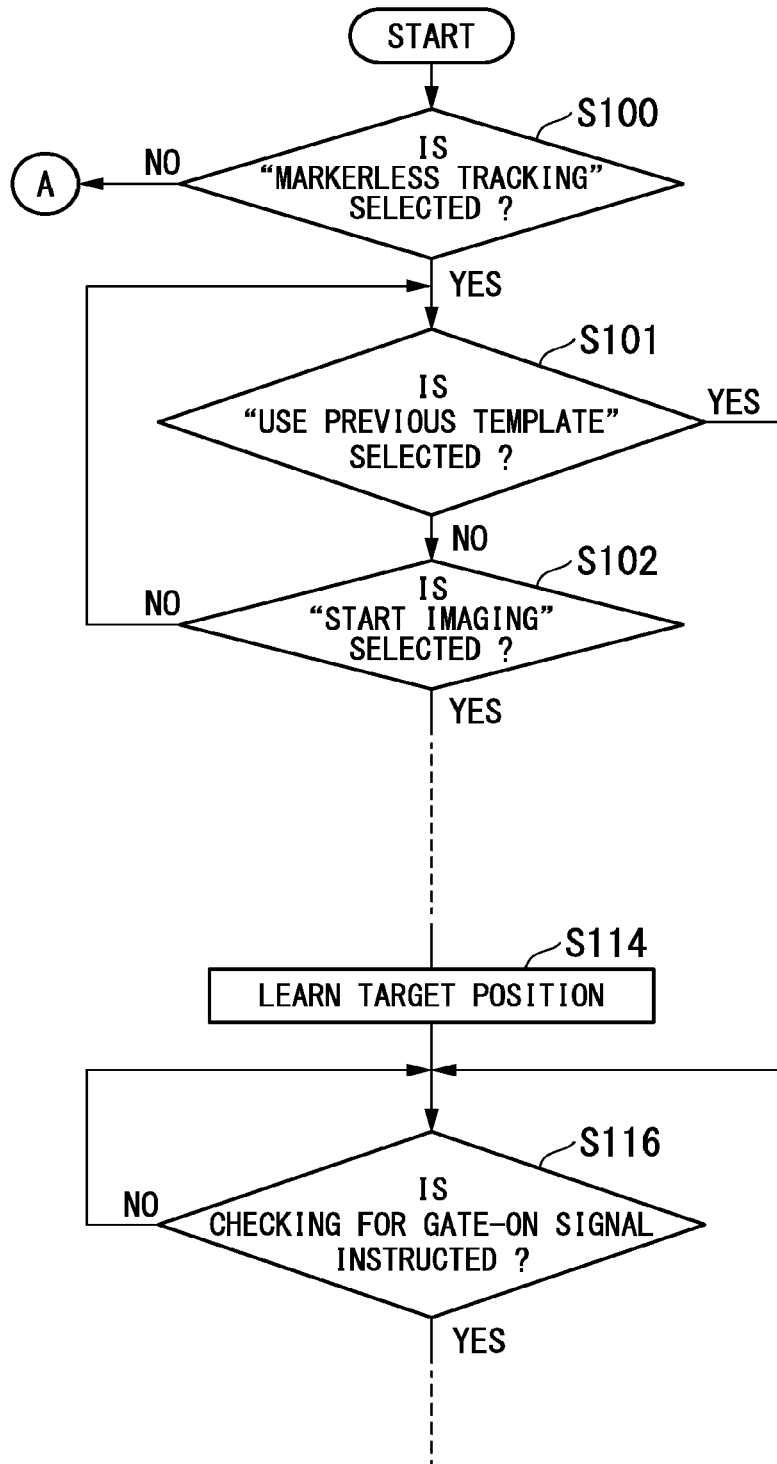 START
S100
IS
“MARKERLESS TRACKING”
SELECTED ?
NO
A
YES
S101
IS
“USE PREVIOUS TEMPLATE”
SELECTED ?
YES
NO
S102
IS
“START IMAGING”
SELECTED ?
NO
YES
S114
LEARN TARGET POSITION
S116
IS
CHECKING FOR GATE-ON SIGNAL
INSTRUCTED ?
NO
YES